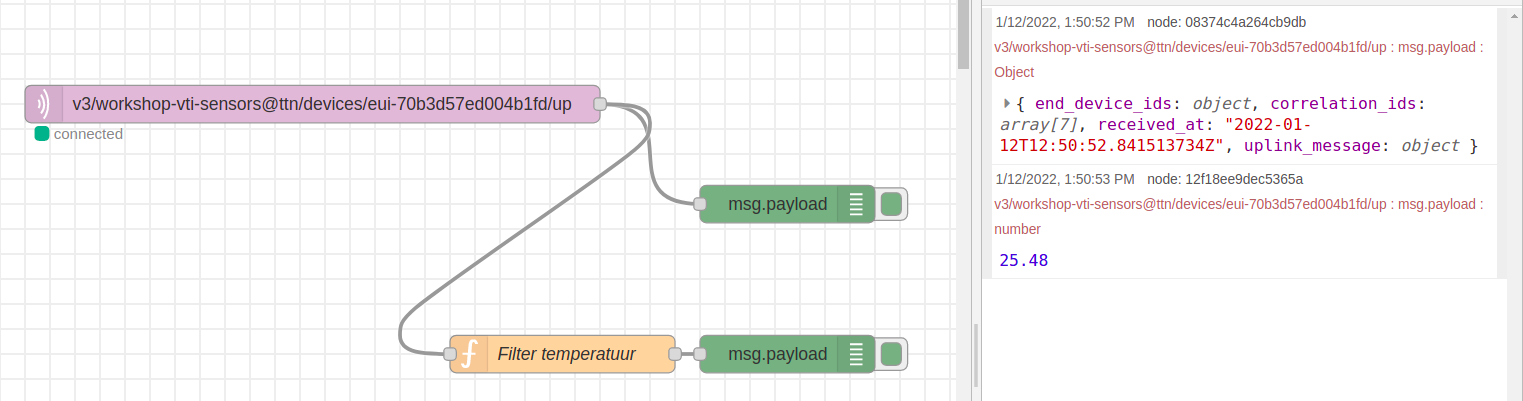 v3/workshop-vti-sensors@ttn/devices/eui-70b3d57ed004b1fd/up
connected
msg.payload
Filter temperatuur
msg.payload
1/12/2022, 1:50:52 PM node: 08374c4a264cb9db
v3/workshop-vti-sensors@ttn/devices/eui-70b3d57ed004b1fd/up : msg.payload :
Object
{ end_device_ids: object, correlation_ids:
array[7], received_at: "2022-01-
12T12:50:52.841513734Z", uplink_message: object }
1/12/2022, 1:50:53 PM node: 12f18ee9dec5365a
v3/workshop-vti-sensors@ttn/devices/eui-70b3d57ed004b1fd/up : msg.payload :
number
25.48